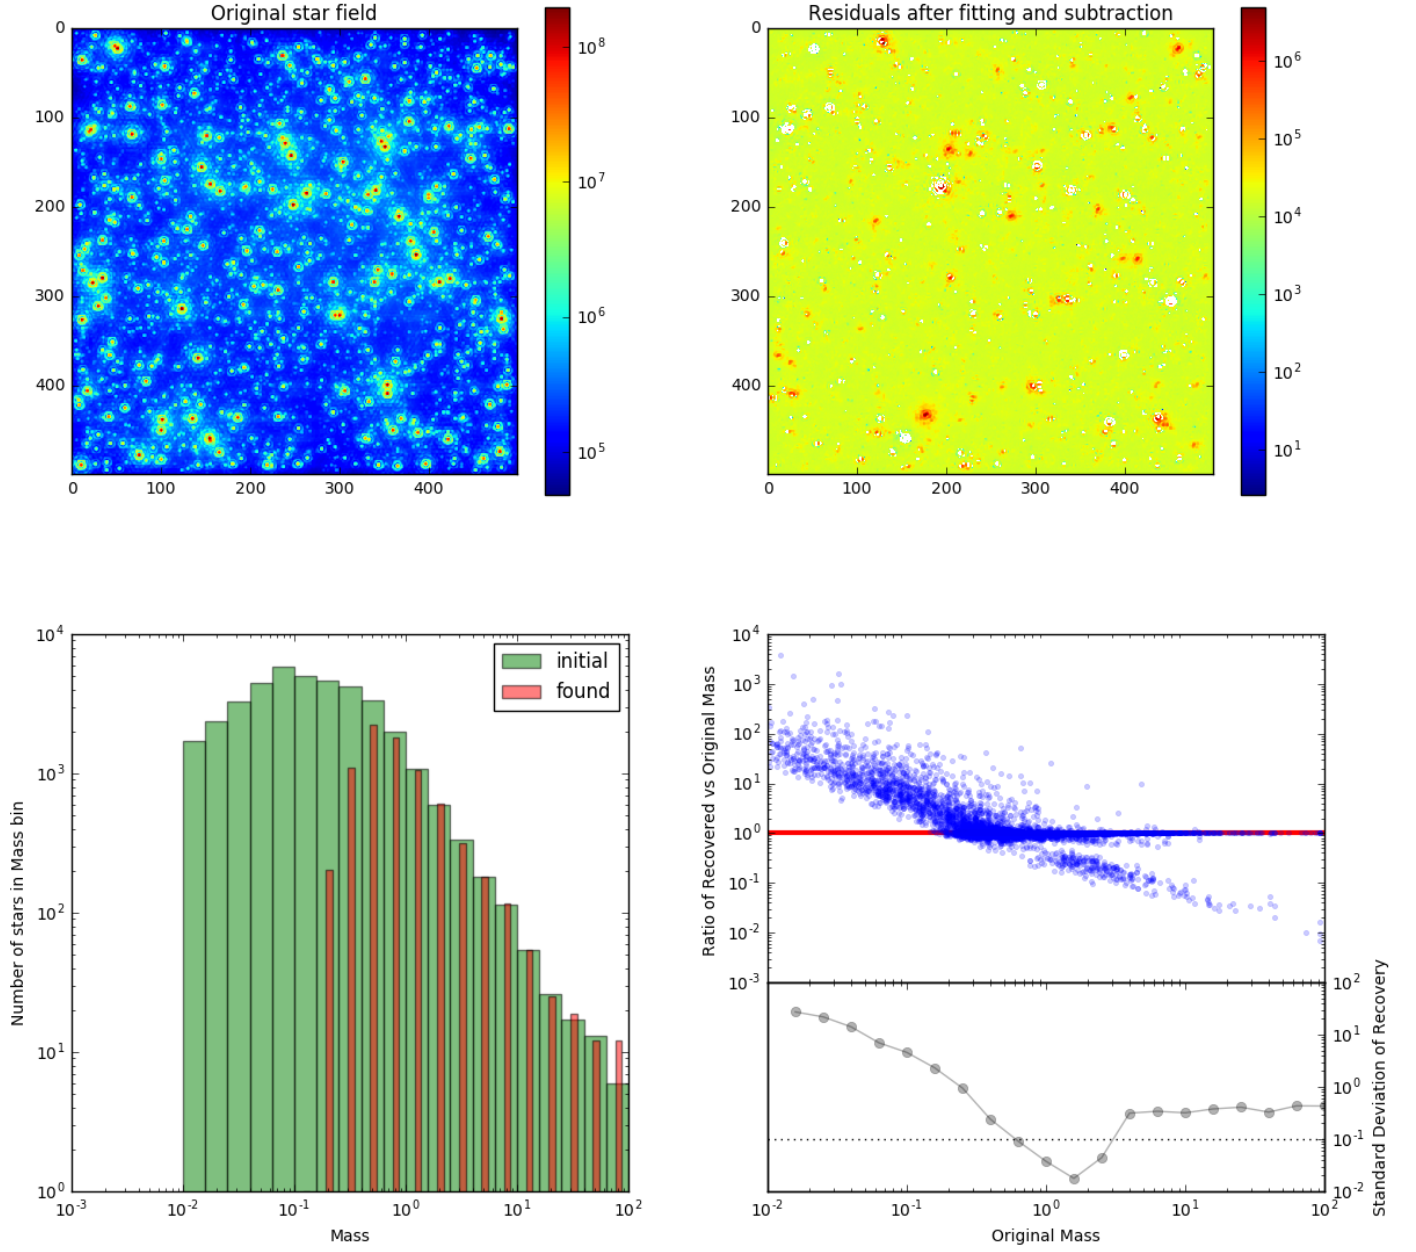 Original star field
0
100
200
300
400
0 100 200 300 400
10^8
10^7
10^6
10^5
Residuals after fitting and subtraction
0
100
200
300
400
0 100 200 300 400
10^6
10^5
10^4
10^3
10^2
10^1
Number of stars in Mass bin
10^4
10^3
10^2
10^1
10^0
initial
found
10^-3 10^-2 10^-1 10^0 10^1 10^2
Mass
Ratio of Recovered vs Original Mass
10^4
10^3
10^2
10^1
10^0
10^-1
10^-2
10^-3
10^2
10^1
10^0
10^-1
10^-2
Standard Deviation of Recovery
10^-2 10^-1 10^0 10^1 10^2
Original Mass